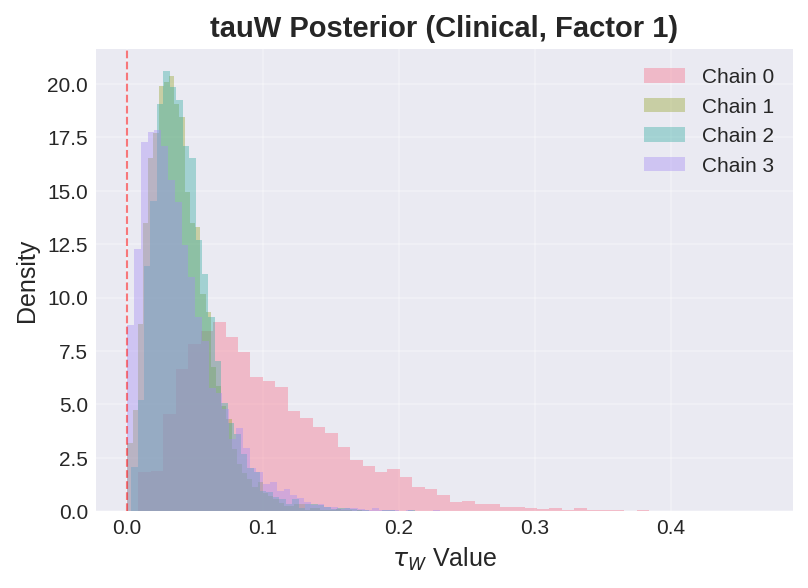 tauW Posterior (Clinical, Factor 1)
Chain 0
Chain 1
Chain 2
Chain 3
Density
20.0
17.5
15.0
12.5
10.0
7.5
5.0
2.5
0.0
0.0 0.1 0.2 0.3 0.4
τ_W Value